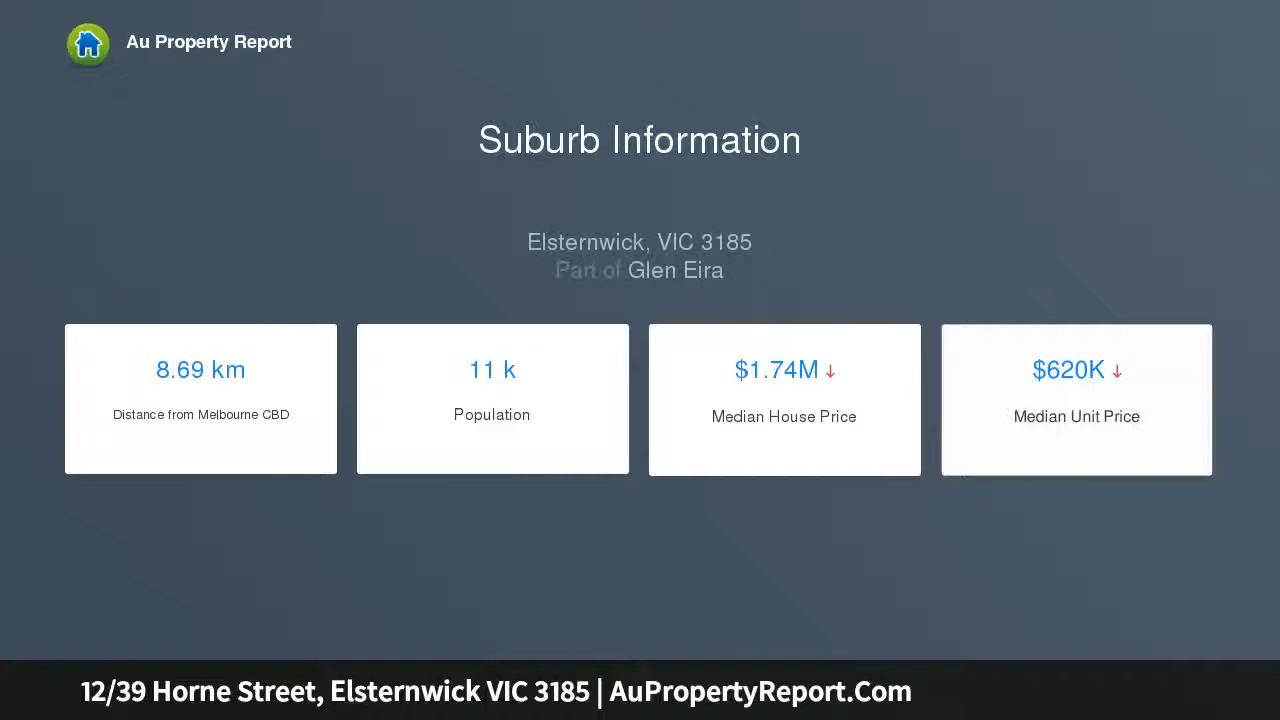 Au Property Report
Suburb Information
Elsternwick, VIC 3185
Part of Glen Eira
8.69 km
Distance from Melbourne CBD
11 k
Population
$1.74M ↓
Median House Price
$620K ↓
Median Unit Price
12/39 Horne Street, Elsternwick VIC 3185 | AuPropertyReport.Com